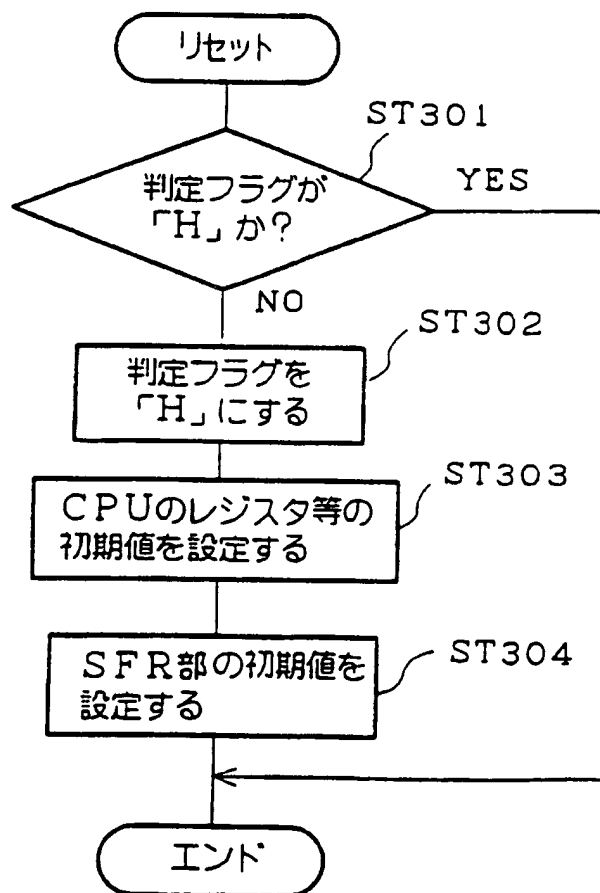 リセット
ST301
判定フラグが
「H」か?
YES
NO
ST302
判定フラグを
「H」にする
ST303
CPUのレジスタ等の
初期値を設定する
ST304
SFR部の初期値を
設定する
エンド